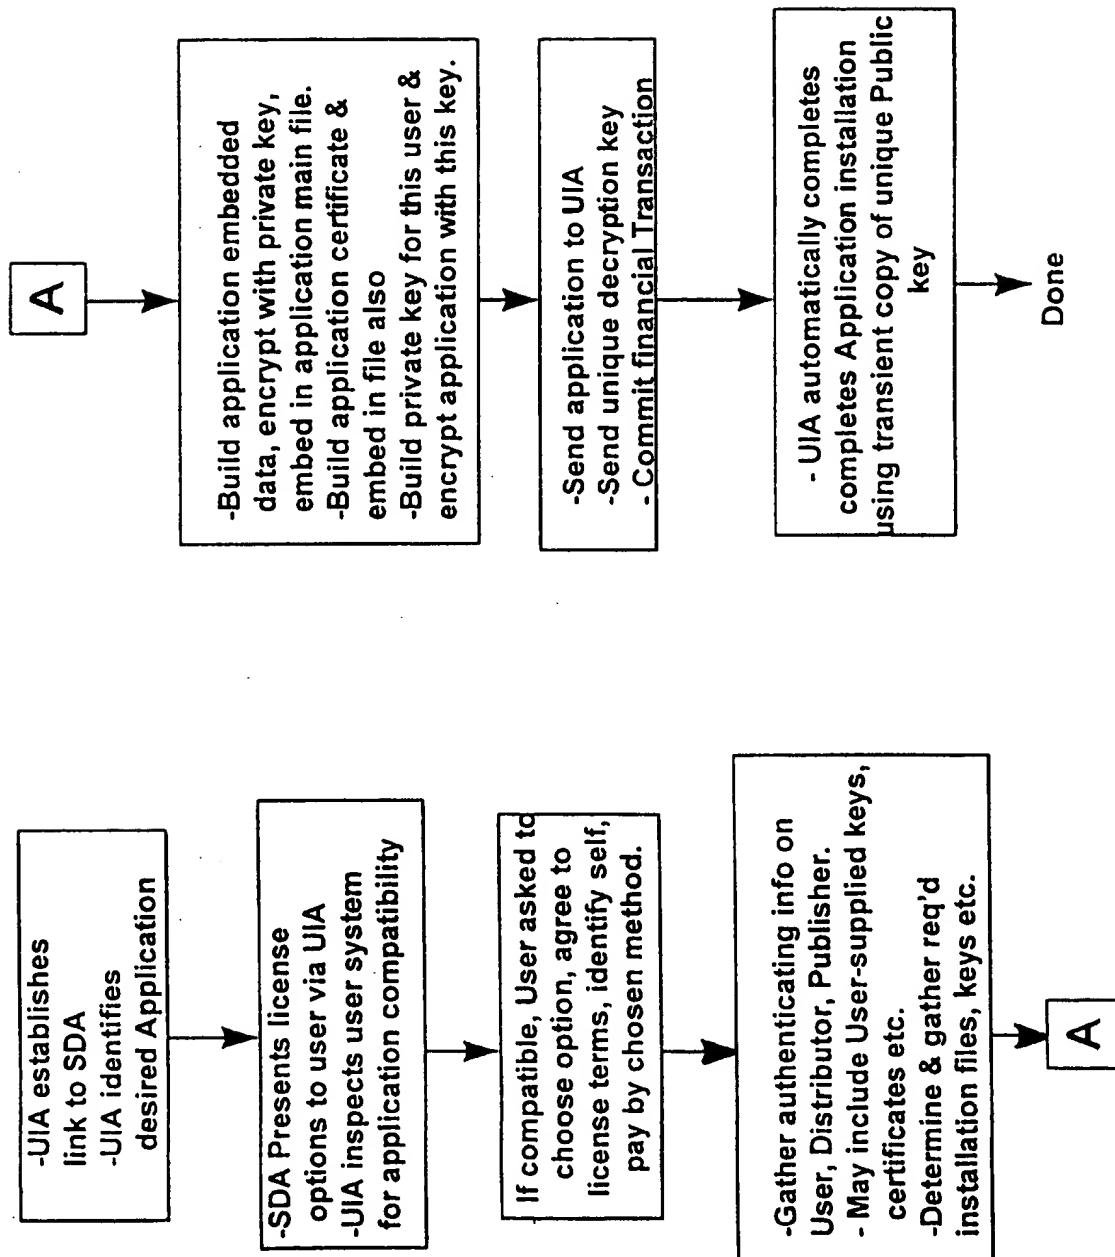 -UIA establishes
link to SDA
-UIA identifies
desired Application
-SDA Presents license
options to user via UIA
-UIA inspects user system
for application compatibility
If compatible, User asked to
choose option, agree to
license terms, identify self,
pay by chosen method.
-Gather authenticating info on
User, Distributor, Publisher.
- May include User-supplied keys,
certificates etc.
-Determine & gather req'd
installation files, keys etc.
A
A
-Build application embedded
data, encrypt with private key,
embed in application main file.
-Build application certificate &
embed in file also
-Build private key for this user &
encrypt application with this key.
-Send application to UIA
-Send unique decryption key
- Commit financial Transaction
- UIA automatically completes
completes Application installation
using transient copy of unique Public
key
Done